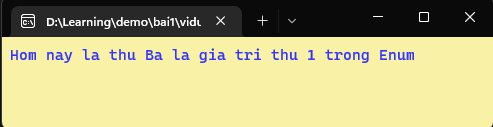 D:\Learning\demo\bai1\vidu
Hom nay la thu Ba la gia tri thu 1 trong Enum